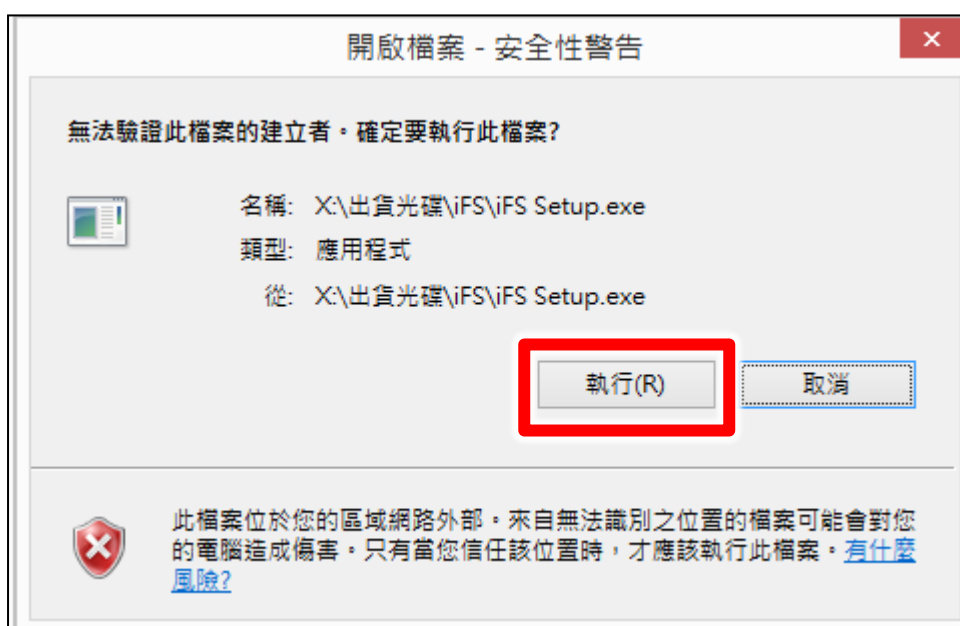 開啟檔案 - 安全性警告
無法驗證此檔案的建立者。確定要執行此檔案?
名稱: X:\出貨光碟\iFS\iFS Setup.exe
類型: 應用程式
從: X:\出貨光碟\iFS\iFS Setup.exe
執行(R) 取消
此檔案位於您的區域網路外部。來自無法識別之位置的檔案可能會對您
的電腦造成傷害。只有當您信任該位置時，才應該執行此檔案。有什麼
風險?